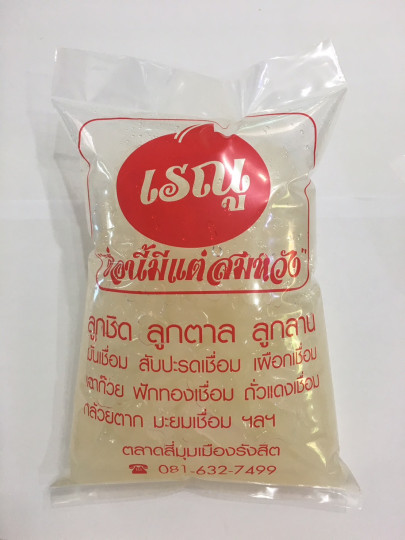 เรณู
"ช่อนี้มีแต่สมหวัง"
ลูกชิด ลูกตาล ลูกลาน
มันเชื่อม สับปะรดเชื่อม เผือกเชื่อม
เฉาก๊วย ฟักทองเชื่อม ถั่วแดงเชื่อม
กล้วยตาก มะยมเชื่อม ฯลฯ
ตลาดสี่มุมเมืองรังสิต
☎ 081-632-7499